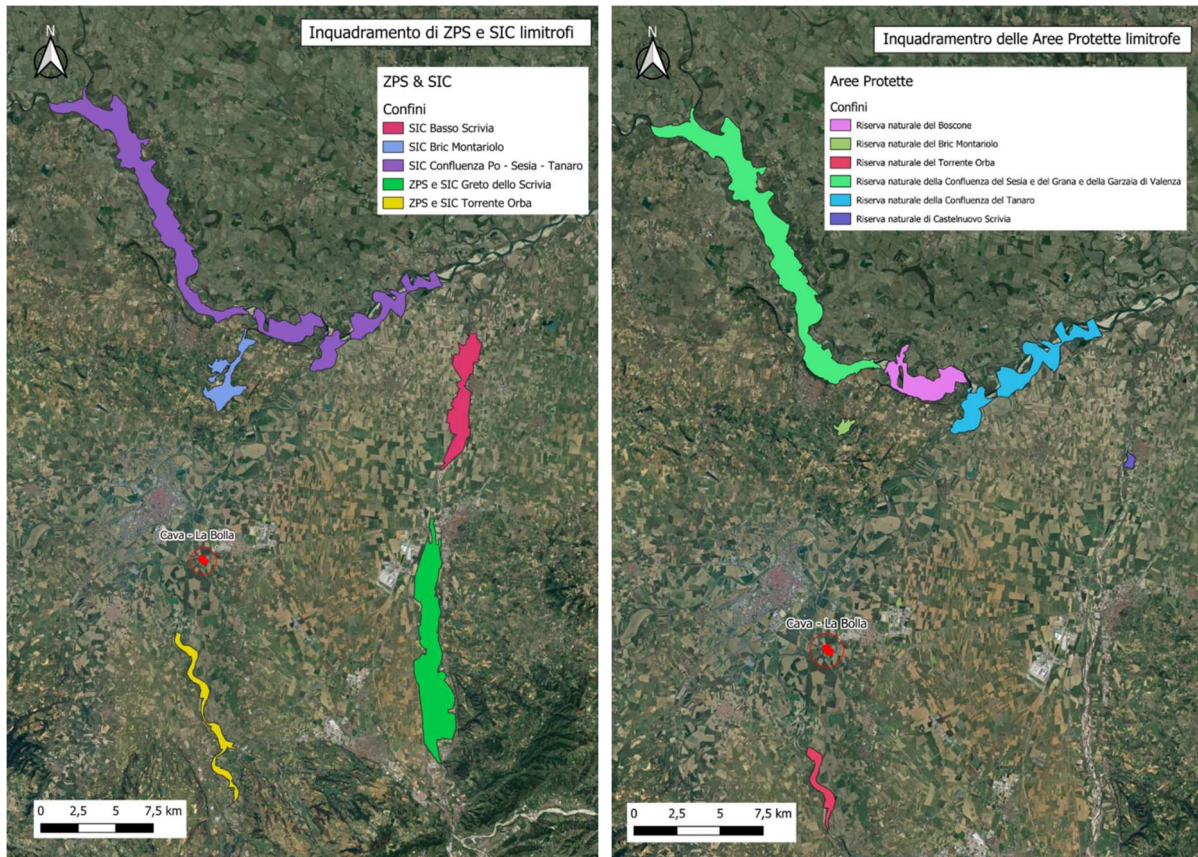 Inquadramento di ZPS e SIC limitrofi
N
ZPS & SIC
Confini
SIC Basso Scrivia
SIC Bric Montariolo
SIC Confluenza Po - Sesia - Tanaro
ZPS e SIC Greto dello Scrivia
ZPS e SIC Torrente Orba
Cava - La Bolla
0 2,5 5 7,5 km
Inquadramentro delle Aree Protette limitrofe
N
Aree Protette
Confini
Riserva naturale del Boscone
Riserva naturale del Bric Montariolo
Riserva naturale del Torrente Orba
Riserva naturale della Confluenza del Sesia e del Grana e della Garzaia di Valenza
Riserva naturale della Confluenza del Tanaro
Riserva naturale di Castelnuovo Scrivia
Cava - La Bolla
0 2,5 5 7,5 km